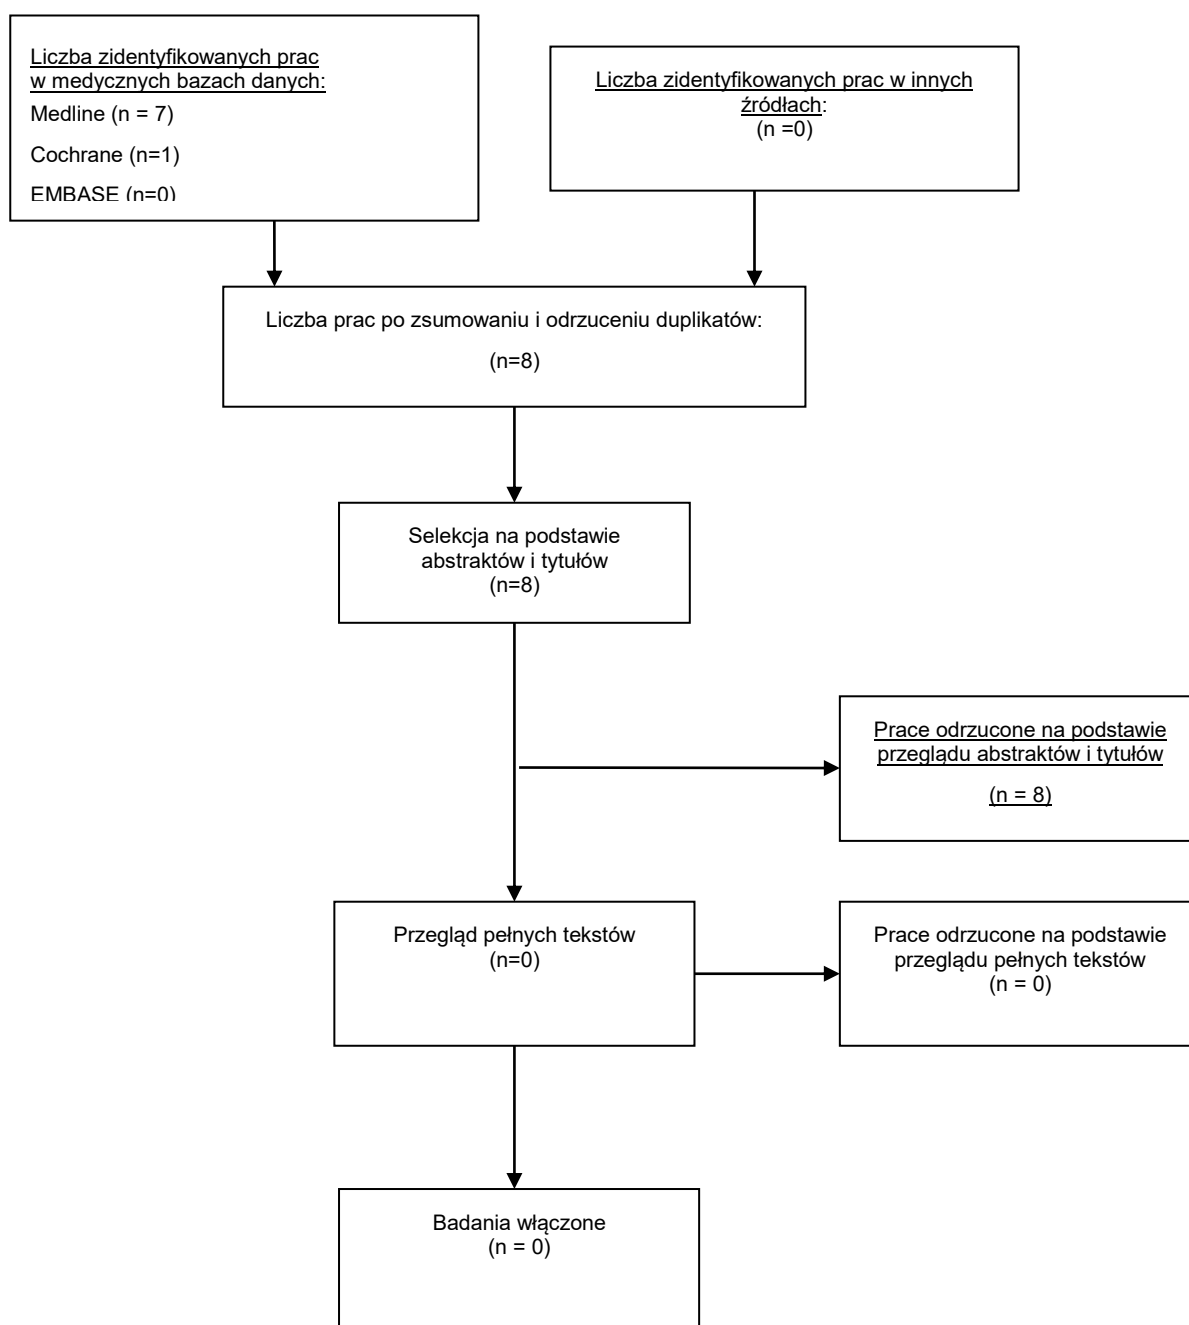 Liczba zidentyfikowanych prac
w medycznych bazach danych:
Medline (n = 7)
Cochrane (n=1)
EMBASE (n=0)
Liczba zidentyfikowanych prac w innych
źródłach:
(n =0)
Liczba prac po zsumowaniu i odrzuceniu duplikatów:
(n=8)
Selekcja na podstawie
abstraktów i tytułów
(n=8)
Prace odrzucone na podstawie
przeglądu abstraktów i tytułów
(n = 8)
Przegląd pełnych tekstów
(n=0)
Prace odrzucone na podstawie
przeglądu pełnych tekstów
(n = 0)
Badania włączone
(n = 0)